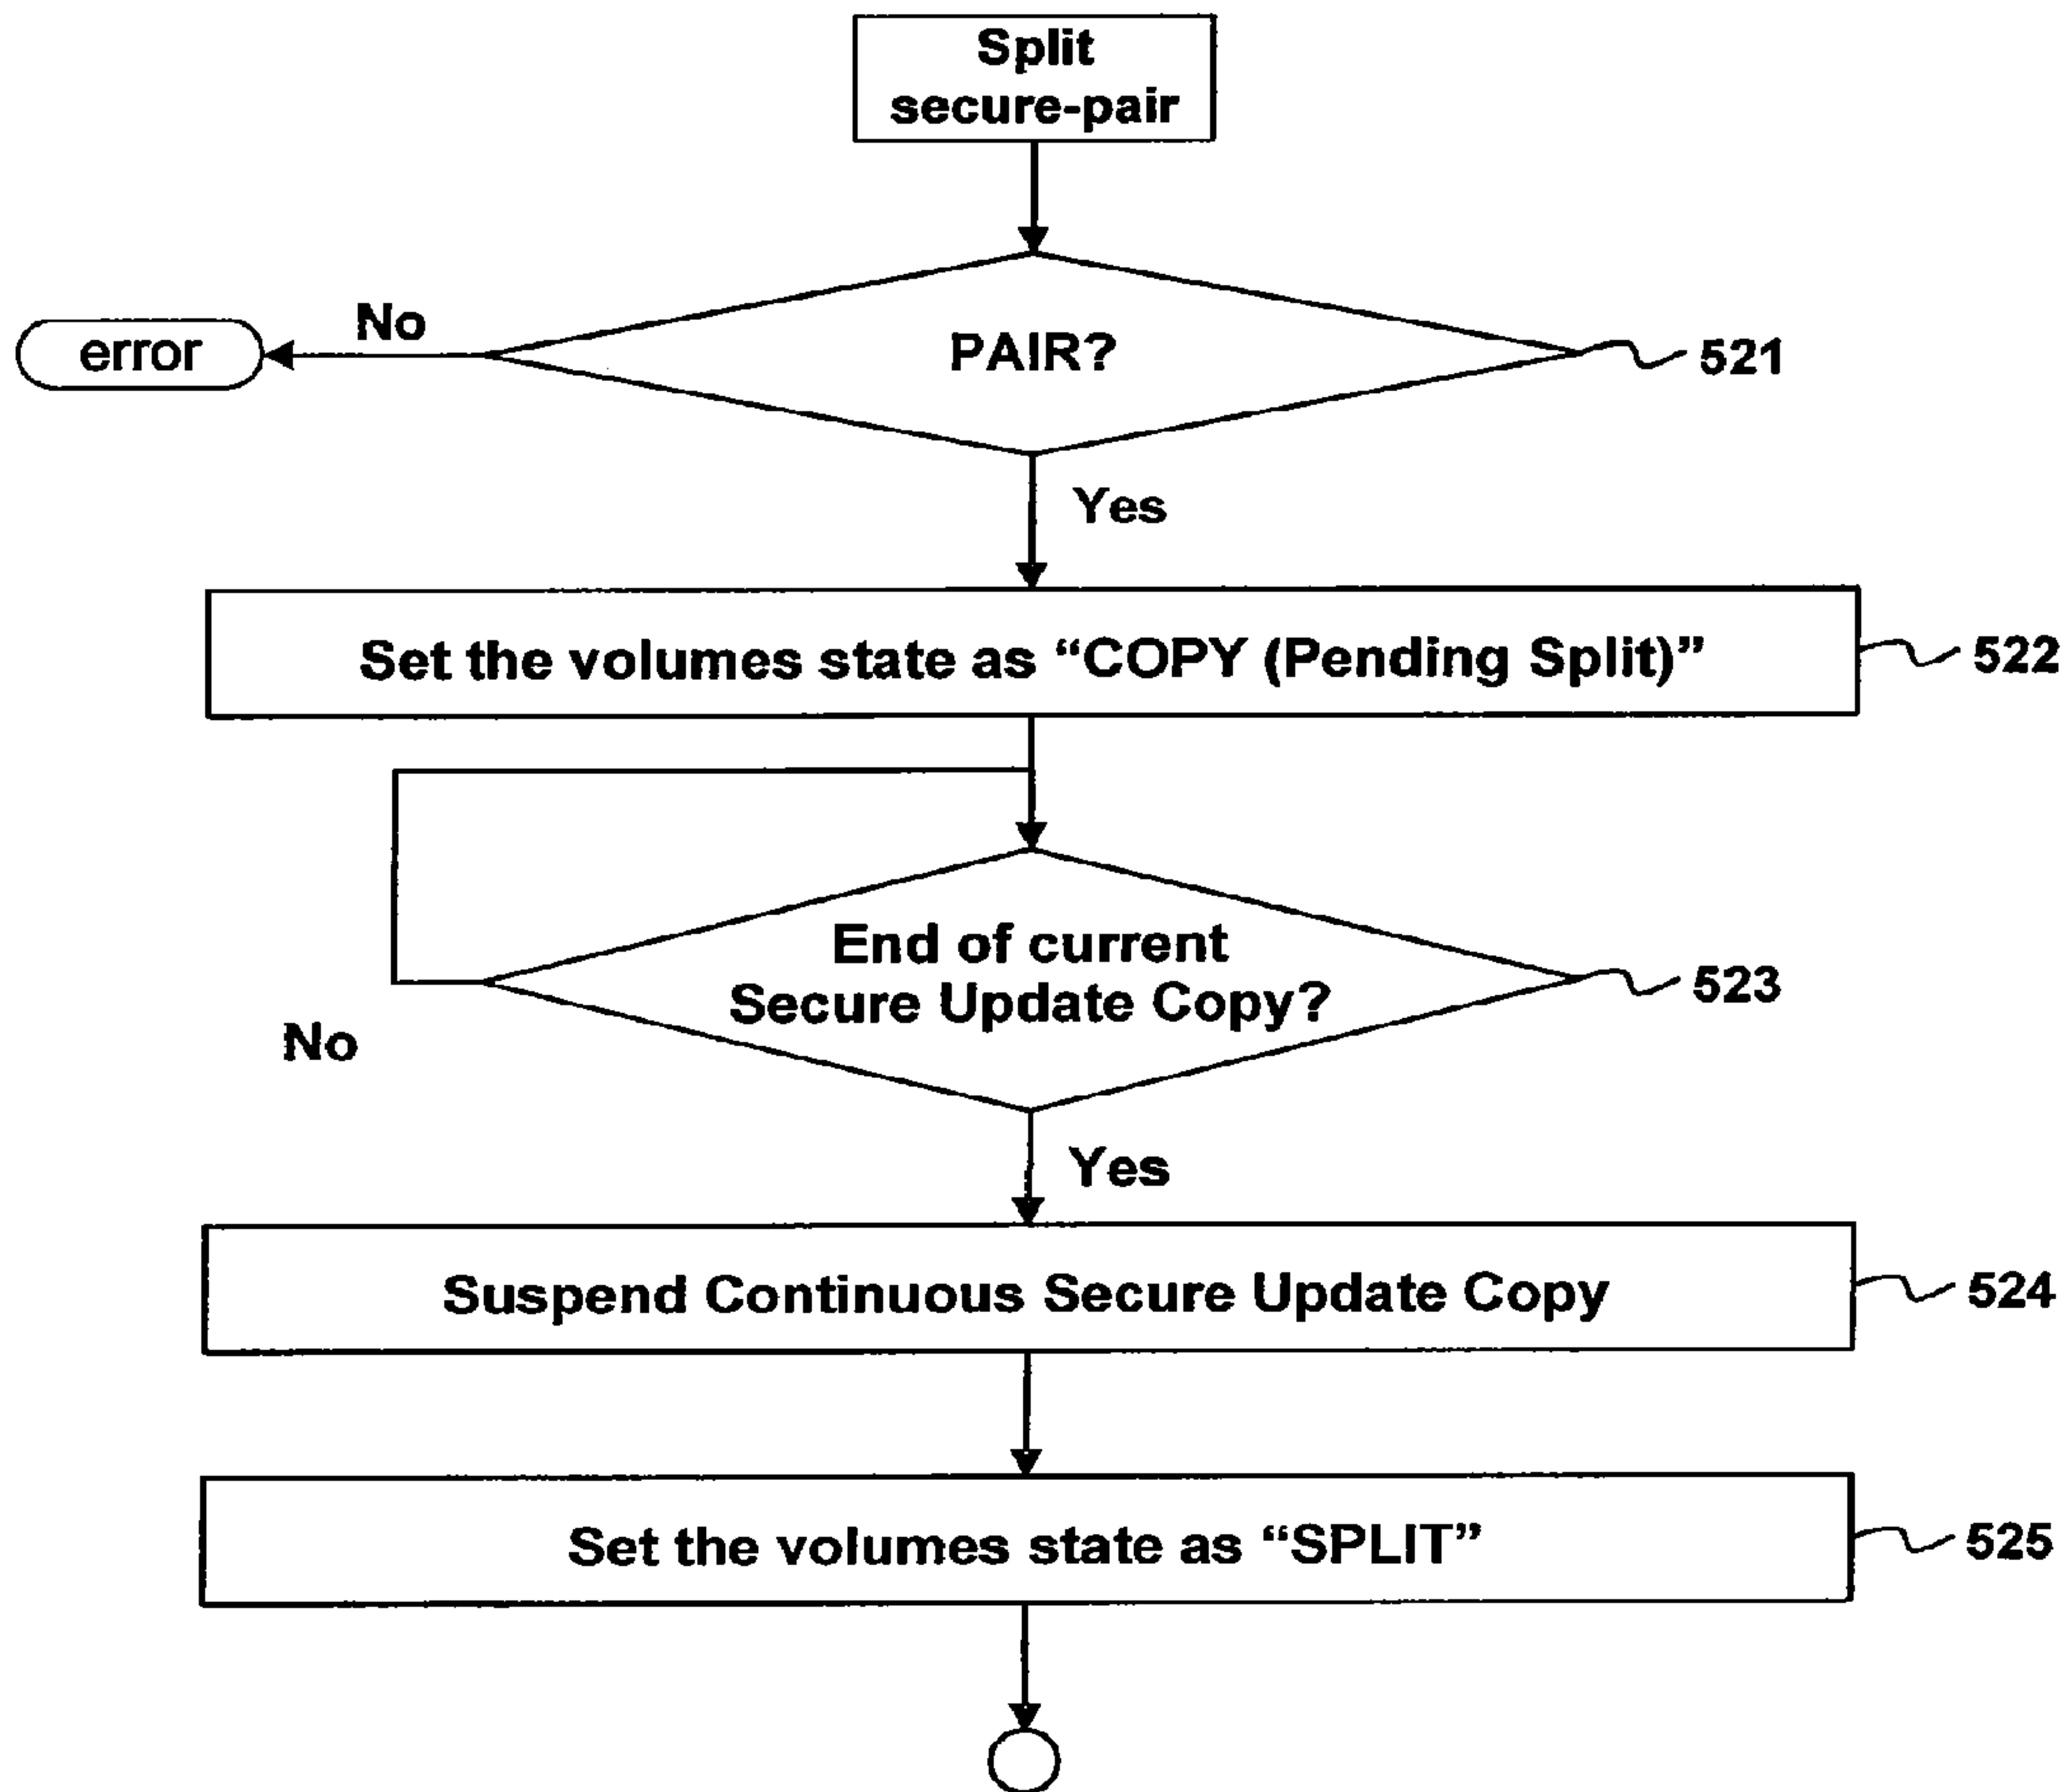 Split
secure-pair
No
error
PAIR?
521
Yes
Set the volumes state as “COPY (Pending Split)”
522
End of current
Secure Update Copy?
523
No
Yes
Suspend Continuous Secure Update Copy
524
Set the volumes state as “SPLIT”
525